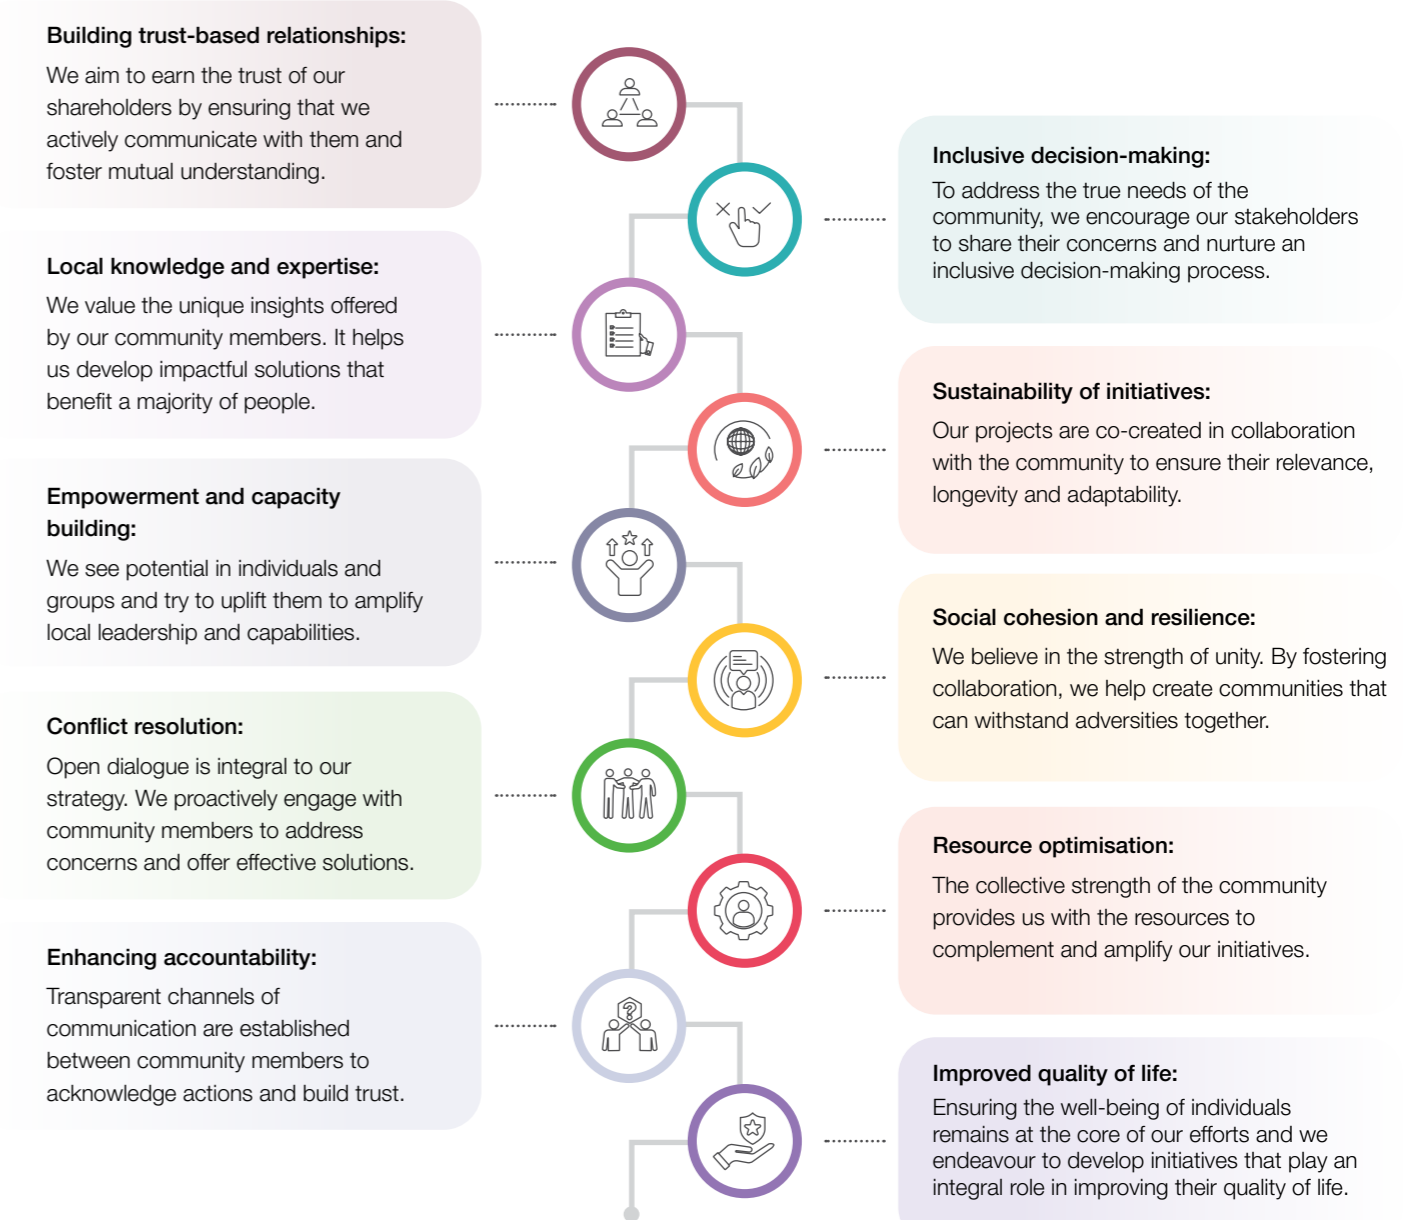 Building trust-based relationships:
We aim to earn the trust of our
shareholders by ensuring that we
actively communicate with them and
foster mutual understanding.
Inclusive decision-making:
To address the true needs of the
community, we encourage our stakeholders
to share their concerns and nurture an
inclusive decision-making process.
Local knowledge and expertise:
We value the unique insights offered
by our community members. It helps
us develop impactful solutions that
benefit a majority of people.
Sustainability of initiatives:
Our projects are co-created in collaboration
with the community to ensure their relevance,
longevity and adaptability.
Empowerment and capacity
building:
We see potential in individuals and
groups and try to uplift them to amplify
local leadership and capabilities.
Social cohesion and resilience:
We believe in the strength of unity. By fostering
collaboration, we help create communities that
can withstand adversities together.
Conflict resolution:
Open dialogue is integral to our
strategy. We proactively engage with
community members to address
concerns and offer effective solutions.
Resource optimisation:
The collective strength of the community
provides us with the resources to
complement and amplify our initiatives.
Enhancing accountability:
Transparent channels of
communication are established
between community members to
acknowledge actions and build trust.
?
Improved quality of life:
Ensuring the well-being of individuals
remains at the core of our efforts and we
endeavour to develop initiatives that play an
integral role in improving their quality of life.